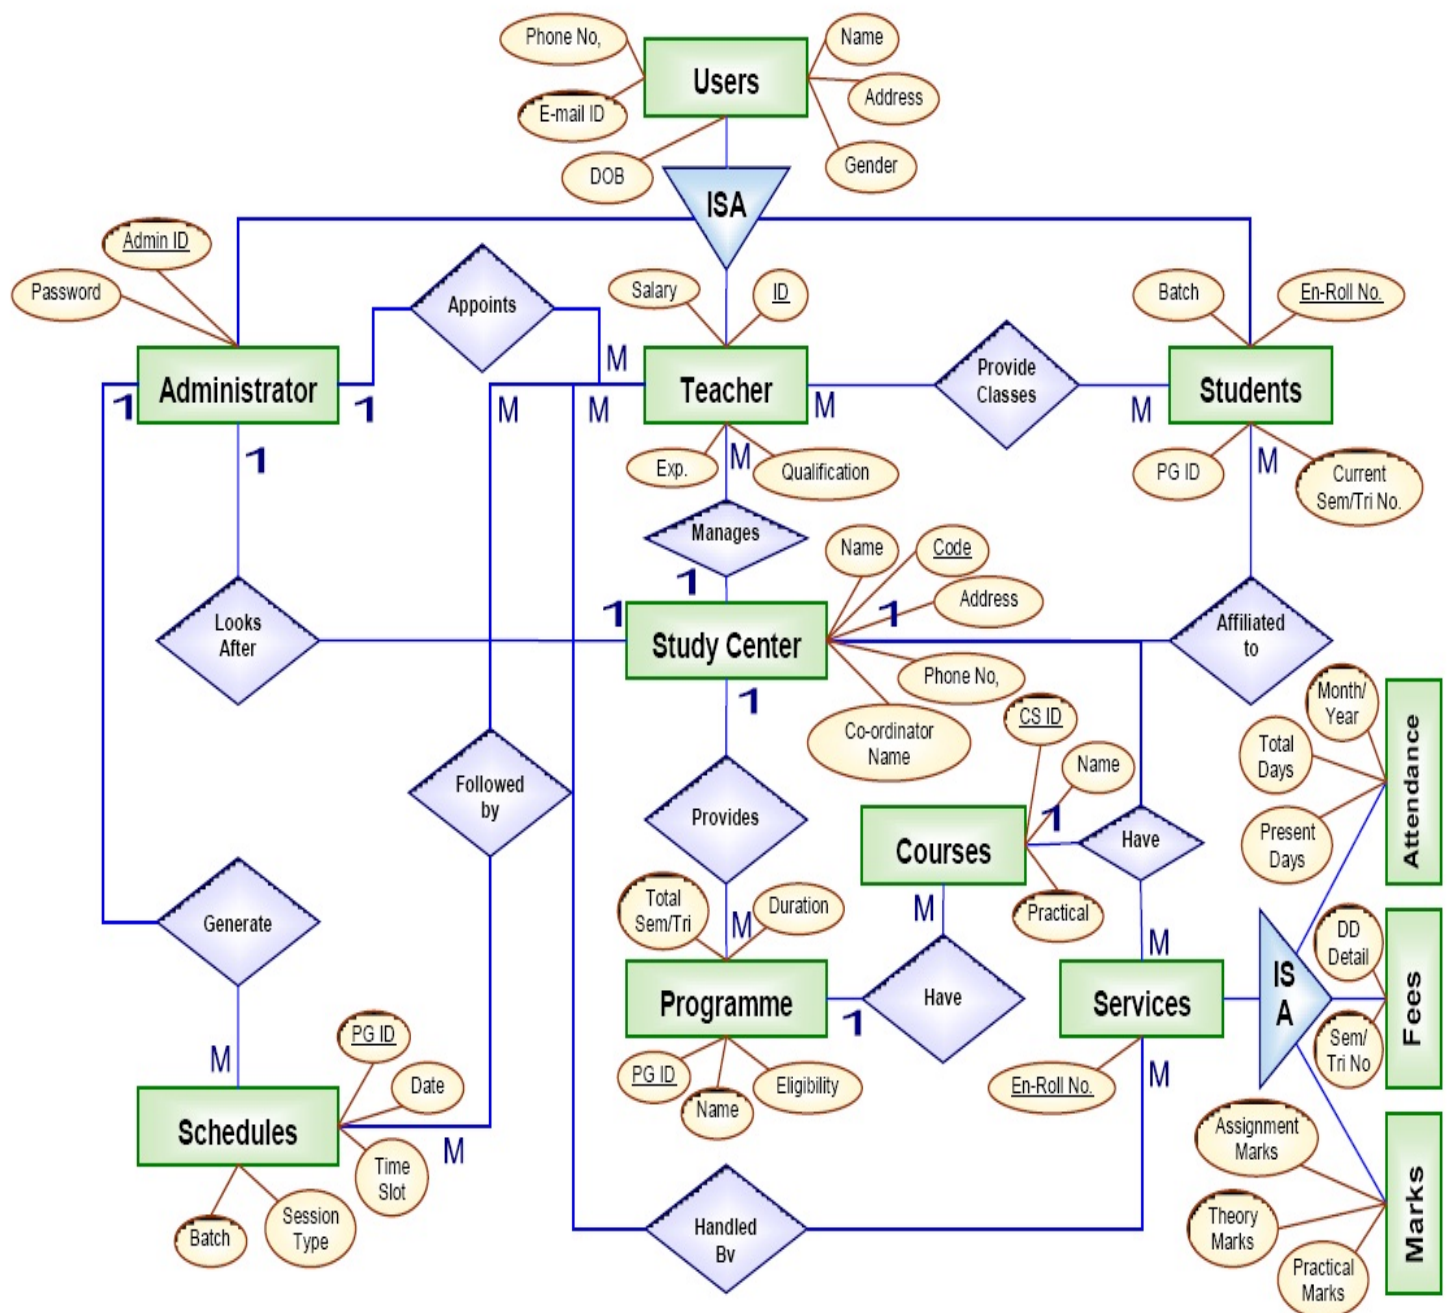 Phone No,
Name
Users
E-mail ID
Address
DOB
Gender
ISA
Admin ID
Password
Appoints
Salary
ID
Batch
En-Roll No.
Administrator
1
1
M
M
M
Teacher
M
Provide
Classes
M
Students
1
Exp.
M
Qualification
PG ID
M
Current
Sem/Tri No.
Manages
Name
Code
1
1
Address
1
Looks
After
Study Center
Affiliated
to
Phone No,
1
Co-ordinator
Name
CS ID
Name
Month/
Year
Total
Days
Present
Days
Attendance
Followed
by
Provides
Courses
1
Have
Total
Sem/Tri
M
Duration
M
Practical
M
Generate
Programme
1
Have
Services
IS
A
DD
Detail
Sem/
Tri No
Fees
M
PG ID
Name
Eligibility
En-Roll No.
M
PG ID
Date
Schedules
M
Time
Slot
Batch
Session
Type
Handled
Bv
Assignment
Marks
Theory
Marks
Practical
Marks
Marks